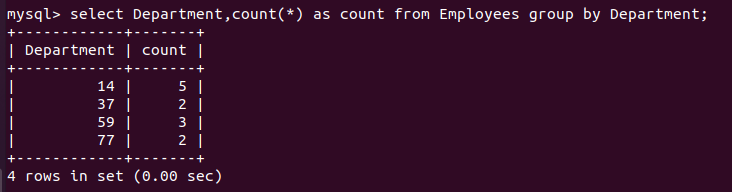 mysql> select Department,count(*) as count from Employees group by Department;
+------------+-------+
| Department | count |
+------------+-------+
|         14 |     5 |
|         37 |     2 |
|         59 |     3 |
|         77 |     2 |
+------------+-------+
4 rows in set (0.00 sec)